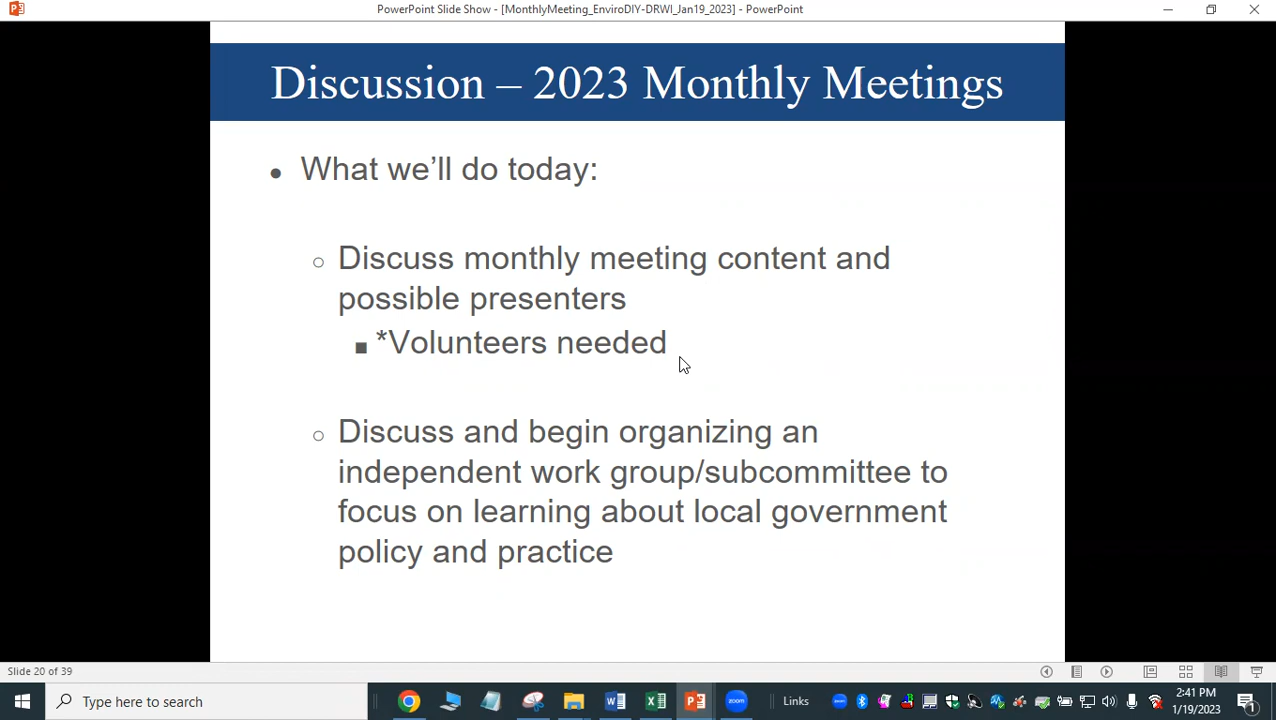 PowerPoint Slide Show - [MonthlyMeeting_EnviroDIY-DRWI_Jan19_2023] - PowerPoint
Discussion – 2023 Monthly Meetings
What we'll do today:
Discuss monthly meeting content and
possible presenters
*Volunteers needed
Discuss and begin organizing an
independent work group/subcommittee to
focus on learning about local government
policy and practice
Slide 20 of 39
Type here to search
zoom
Links
zoom
2:41 PM
1/19/2023
1